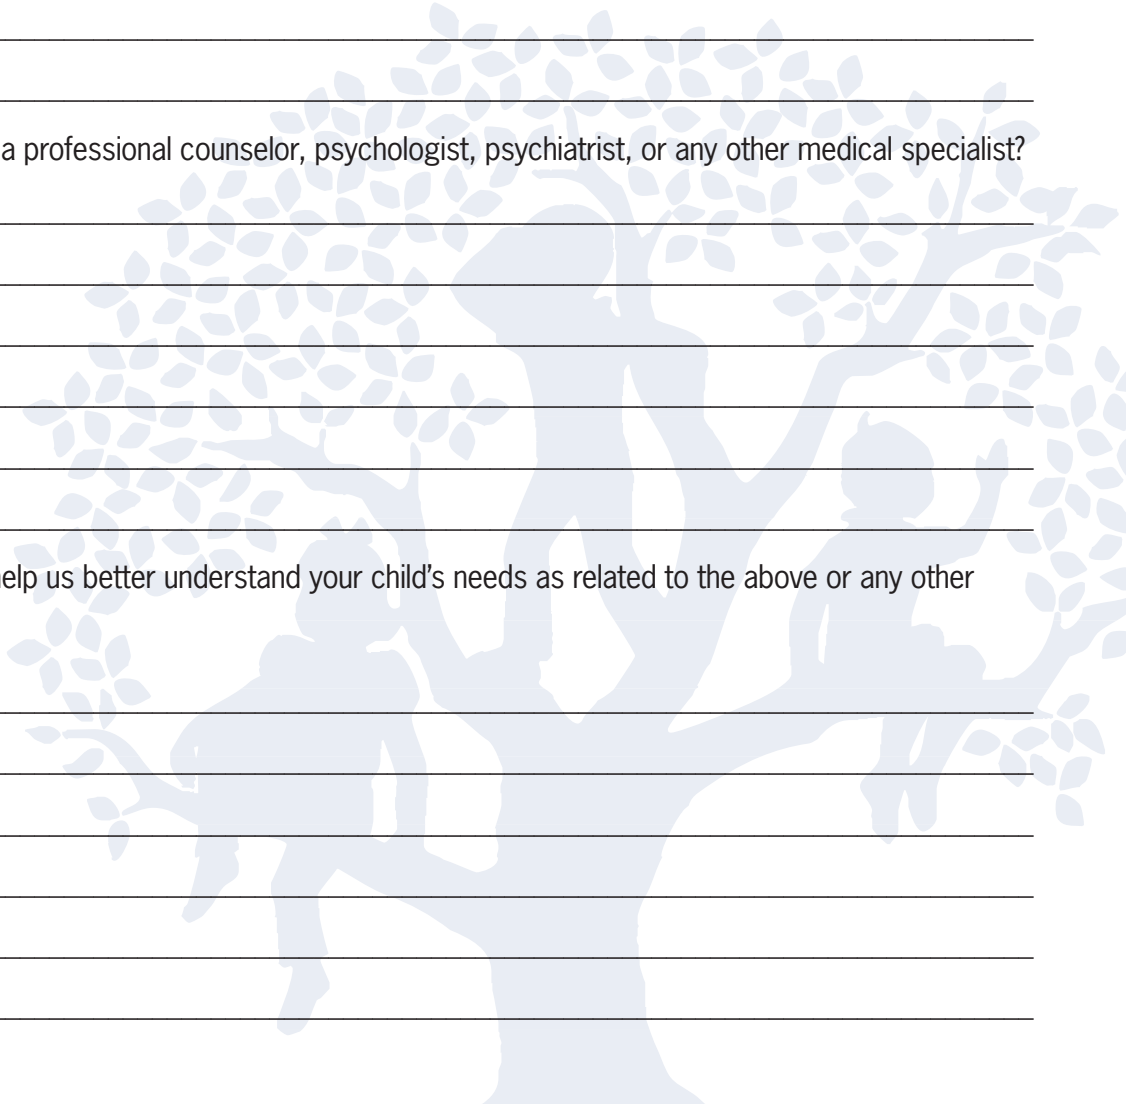 a professional counselor, psychologist, psychiatrist, or any other medical specialist?
help us better understand your child’s needs as related to the above or any other